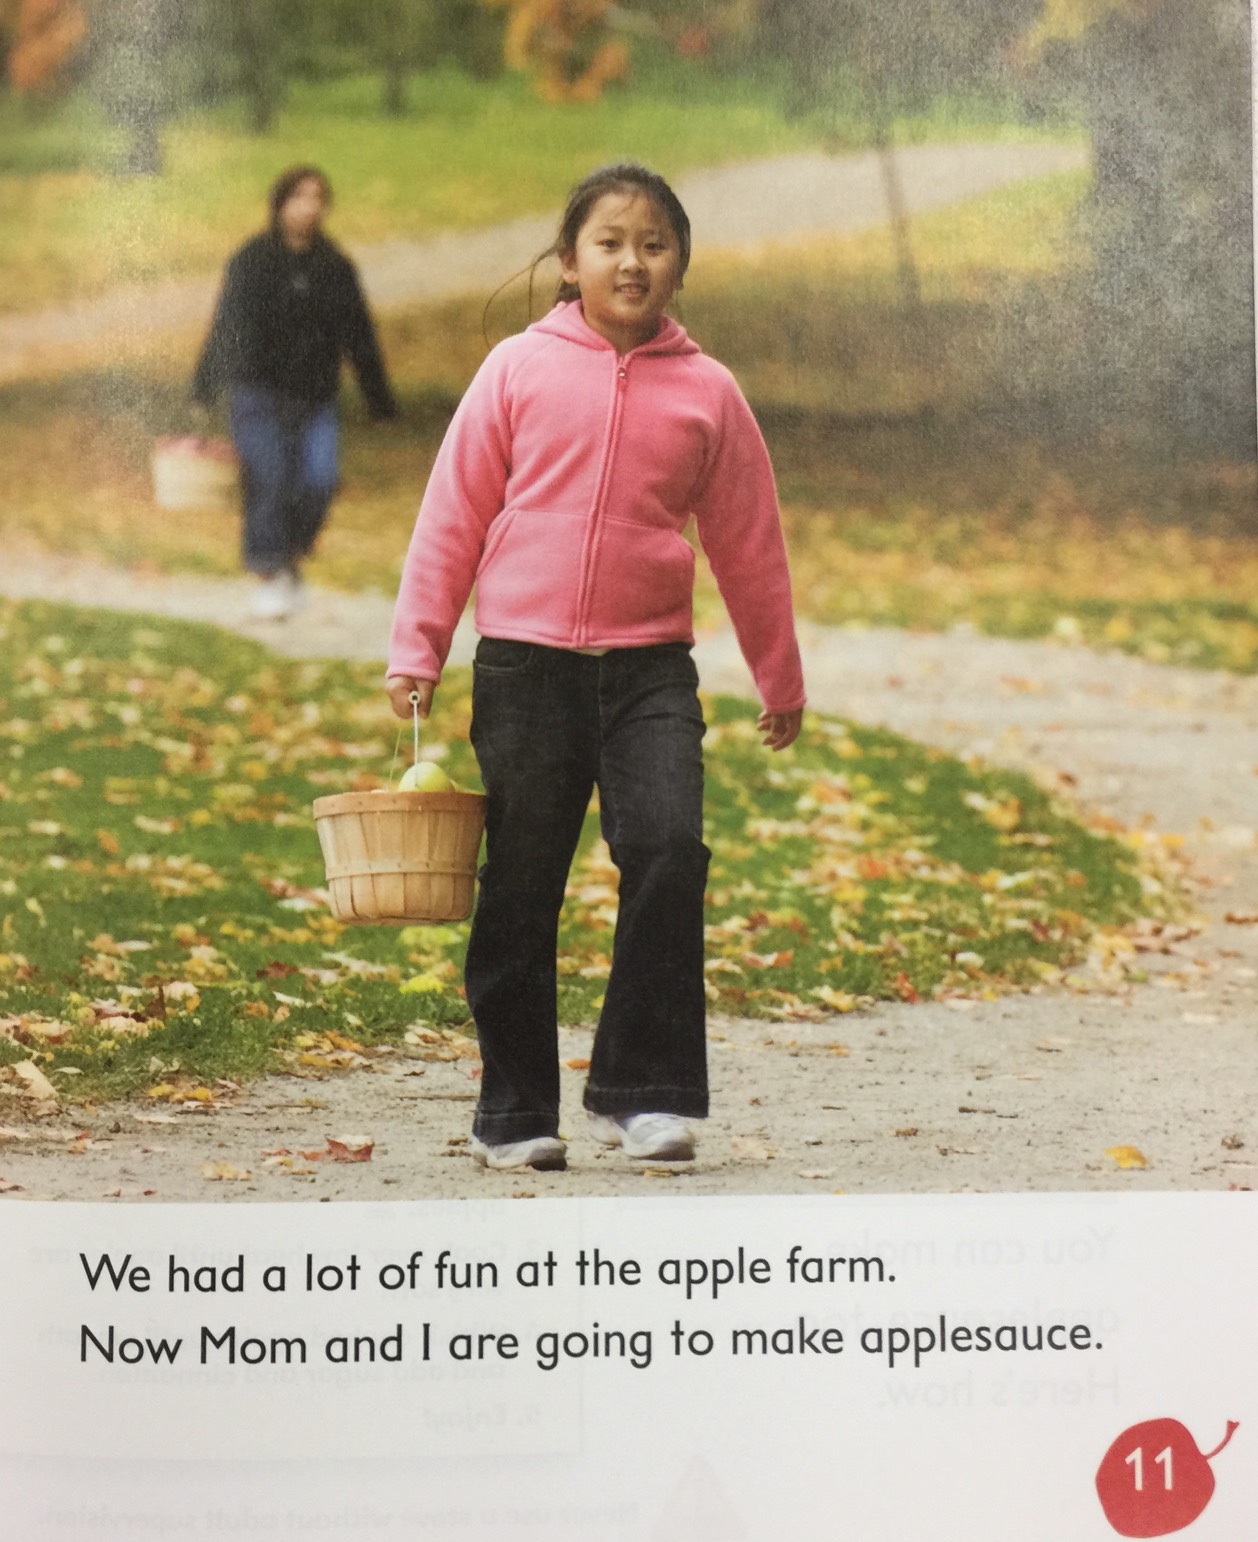 We had a lot of fun at the apple farm.
Now Mom and I are going to make applesauce.
11